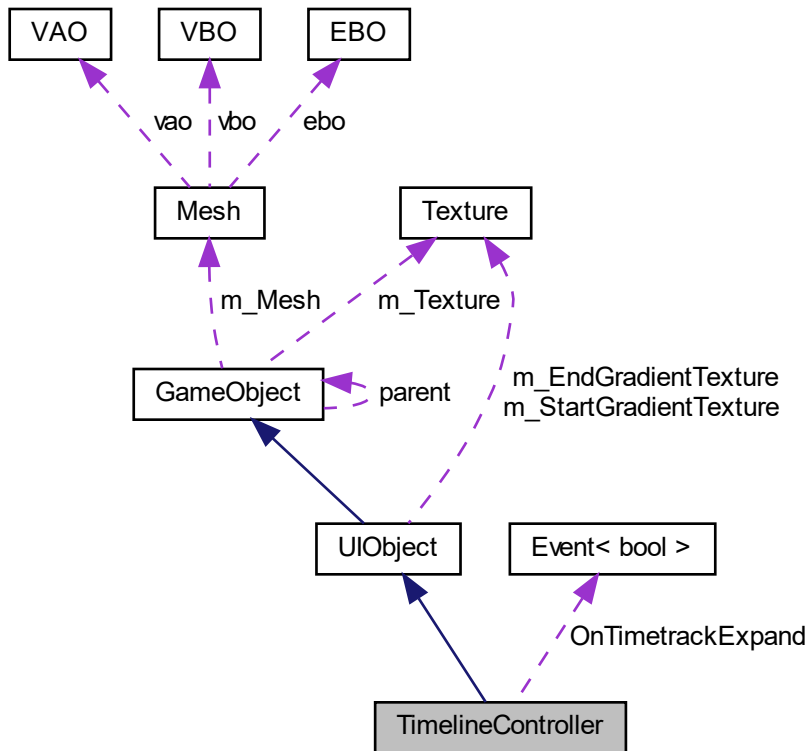 VAO
VBO
EBO
vao
vbo
ebo
Mesh
Texture
m_Mesh
m_Texture
GameObject
parent
m_EndGradientTexture
m_StartGradientTexture
UIObject
Event< bool >
OnTimetrackExpand
TimelineController